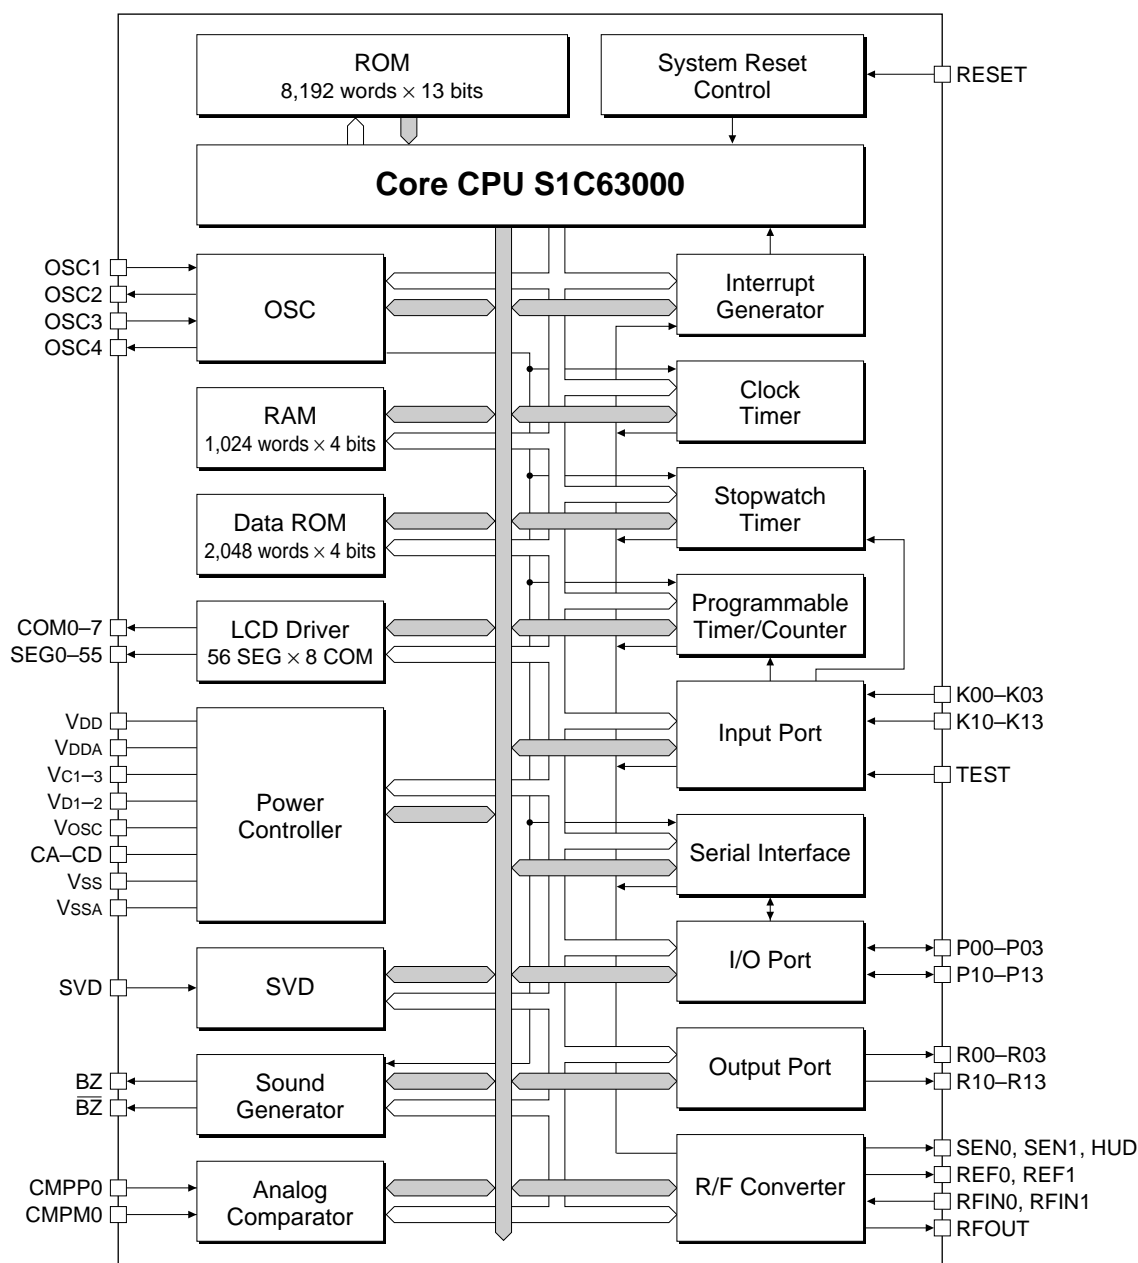 ROM
8,192 words × 13 bits
System Reset
Control
RESET
Core CPU S1C63000
OSC1
OSC2
OSC3
OSC4
OSC
Interrupt
Generator
RAM
1,024 words × 4 bits
Clock
Timer
Data ROM
2,048 words × 4 bits
Stopwatch
Timer
COM0–7
SEG0–55
LCD Driver
56 SEG × 8 COM
Programmable
Timer/Counter
VDD
VDDA
VC1–3
VD1–2
VOSC
CA–CD
VSS
VSSA
Power
Controller
Input Port
K00–K03
K10–K13
TEST
Serial Interface
SVD
SVD
I/O Port
P00–P03
P10–P13
BZ
B̅Z̅
Sound
Generator
Output Port
R00–R03
R10–R13
CMPP0
CMPM0
Analog
Comparator
R/F Converter
SEN0, SEN1, HUD
REF0, REF1
RFIN0, RFIN1
RFOUT